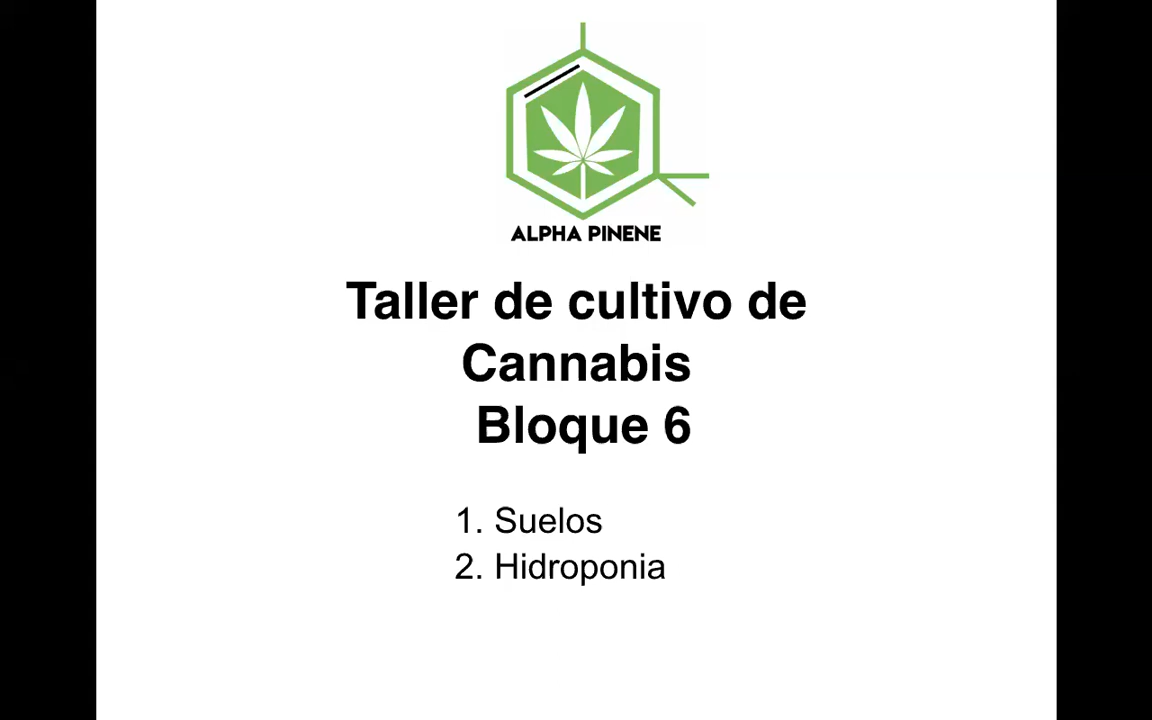 ALPHA PINENE
Taller de cultivo de
Cannabis
Bloque 6
1. Suelos
2. Hidroponia